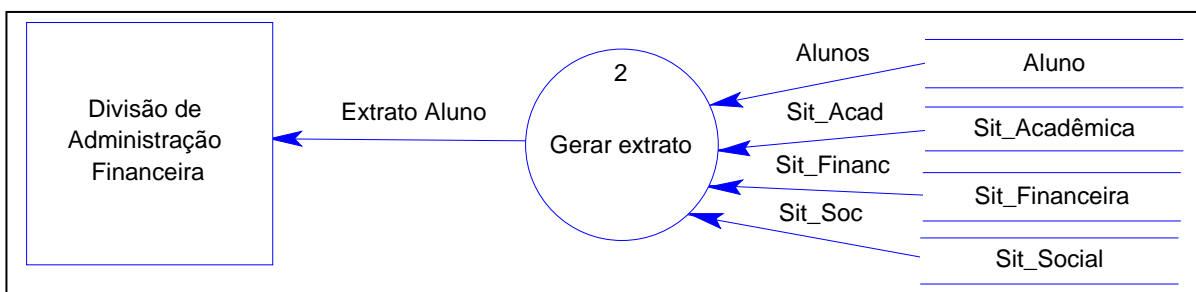 Divisão de
Administração
Financeira
Extrato Aluno
2
Gerar extrato
Alunos
Sit_Acad
Sit_Financ
Sit_Soc
Aluno
Sit_Acadêmica
Sit_Financeira
Sit_Social